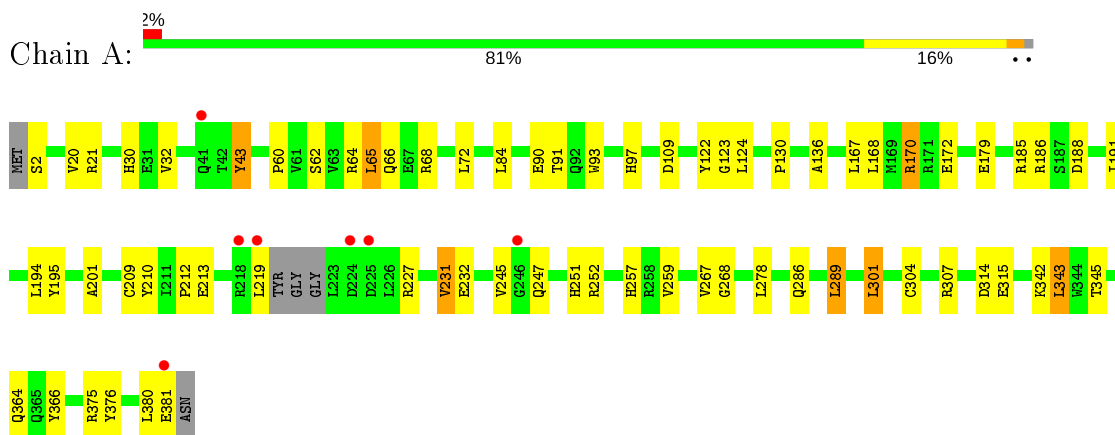 2%
Chain A:
81% 16% • •
MET S2 V20 R21 H30 E31 V32 Q41 T42 Y43 P60 V61 S62 V63 R64 L65 Q66 E67 R68 L72 L84 E90 T91 Q92 W93 H97 D109 Y122 G123 L124 P130 A136 L167 L168 M169 R170 R171 E172 E179 R185 R186 S187 D188 I191
L194 Y195 A201 C209 Y210 I211 P212 E213 R218 L219 TYR GLY GLY L223 D224 D225 L226 R227 V231 E232 V245 G246 Q247 H251 R252 H257 R258 V259 V267 G268 L278 Q286 L289 L301 C304 R307 D314 E315 K342 L343 W344 T345
Q364 Q365 Y366 R375 Y376 L380 E381 ASN